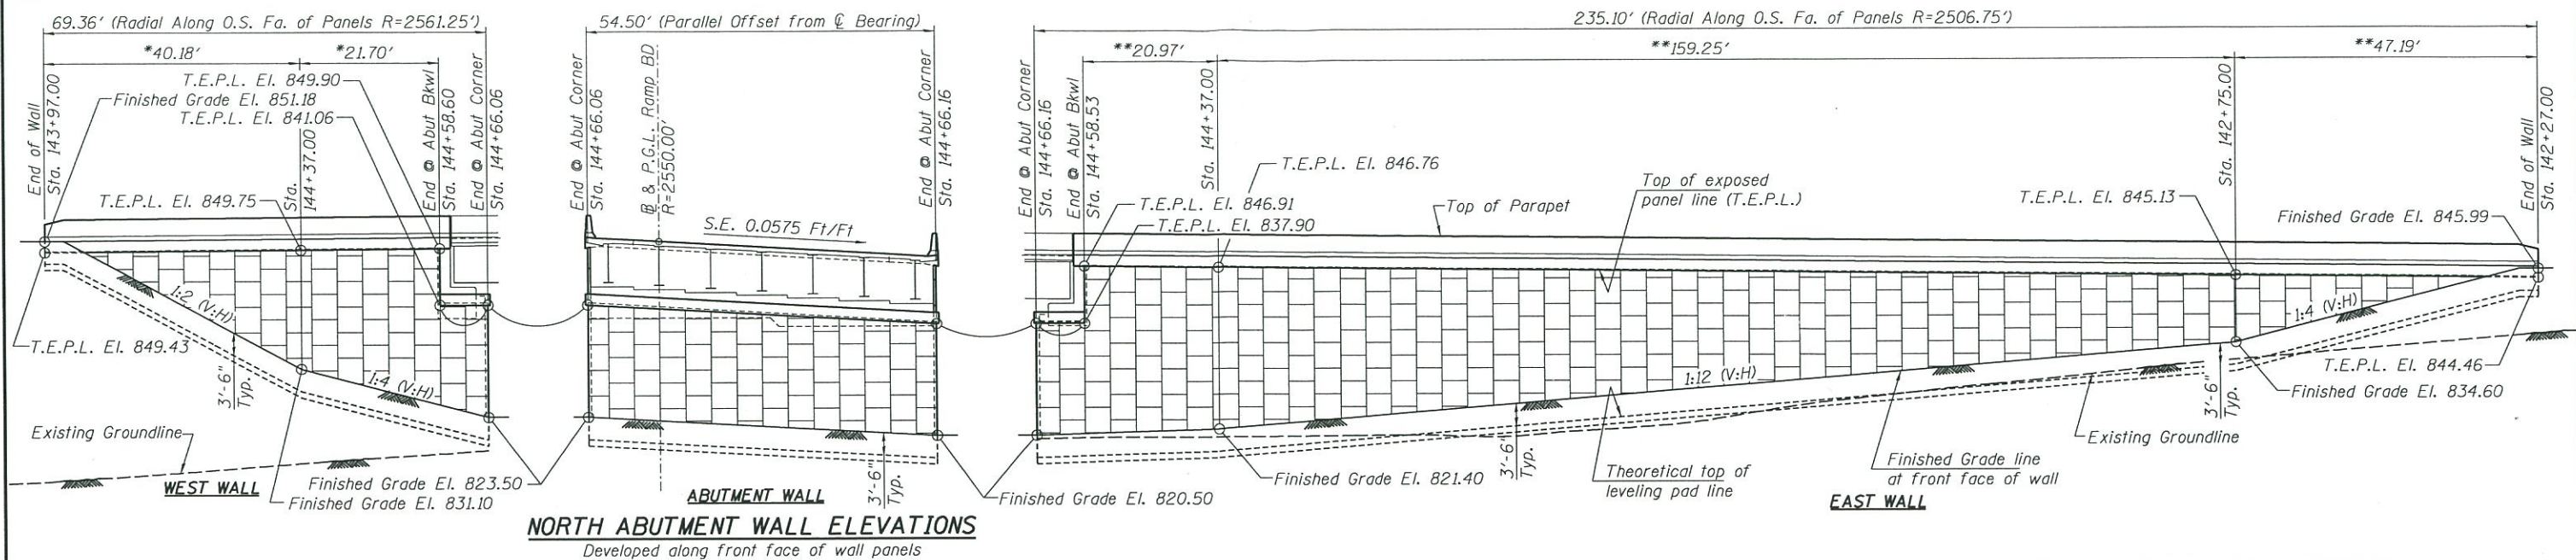 69.36' (Radial Along O.S. Fa. of Panels R=2561.25')
*40.18'
*21.70'
T.E.P.L. El. 849.90
Finished Grade El. 851.18
T.E.P.L. El. 841.06
End of Wall
Sta. 143+97.00
Sta.
144+37.00
End @ Abut Bkwl
Sta. 144+58.60
End @ Abut Corner
Sta. 144+66.06
T.E.P.L. El. 849.75
1:2 (V:H)
T.E.P.L. El. 849.43
3'-6"
Typ.
1:4 (V:H)
Existing Groundline
WEST WALL
Finished Grade El. 823.50
Finished Grade El. 831.10
54.50' (Parallel Offset from ℄ Bearing)
End @ Abut Corner
Sta. 144+66.06
B & P.G.L. Ramp BD
R=2550.00'
End @ Abut Corner
Sta. 144+66.16
S.E. 0.0575 Ft/Ft
3'-6"
Typ.
ABUTMENT WALL
Finished Grade El. 820.50
235.10' (Radial Along O.S. Fa. of Panels R=2506.75')
**20.97'
**159.25'
**47.19'
End @ Abut Corner
Sta. 144+66.16
End @ Abut Bkwl
Sta. 144+58.53
Sta. 144+37.00
T.E.P.L. El. 846.76
T.E.P.L. El. 846.91
T.E.P.L. El. 837.90
Top of Parapet
Top of exposed
panel line (T.E.P.L.)
T.E.P.L. El. 845.13
Sta. 142+75.00
Finished Grade El. 845.99
End of Wall
Sta. 142+27.00
1:4 (V:H)
1:12 (V:H)
T.E.P.L. El. 844.46
Finished Grade El. 834.60
3'-6"
Typ.
3'-6"
Typ.
Existing Groundline
Finished Grade El. 821.40
Theoretical top of
leveling pad line
Finished Grade line
at front face of wall
EAST WALL
NORTH ABUTMENT WALL ELEVATIONS
Developed along front face of wall panels